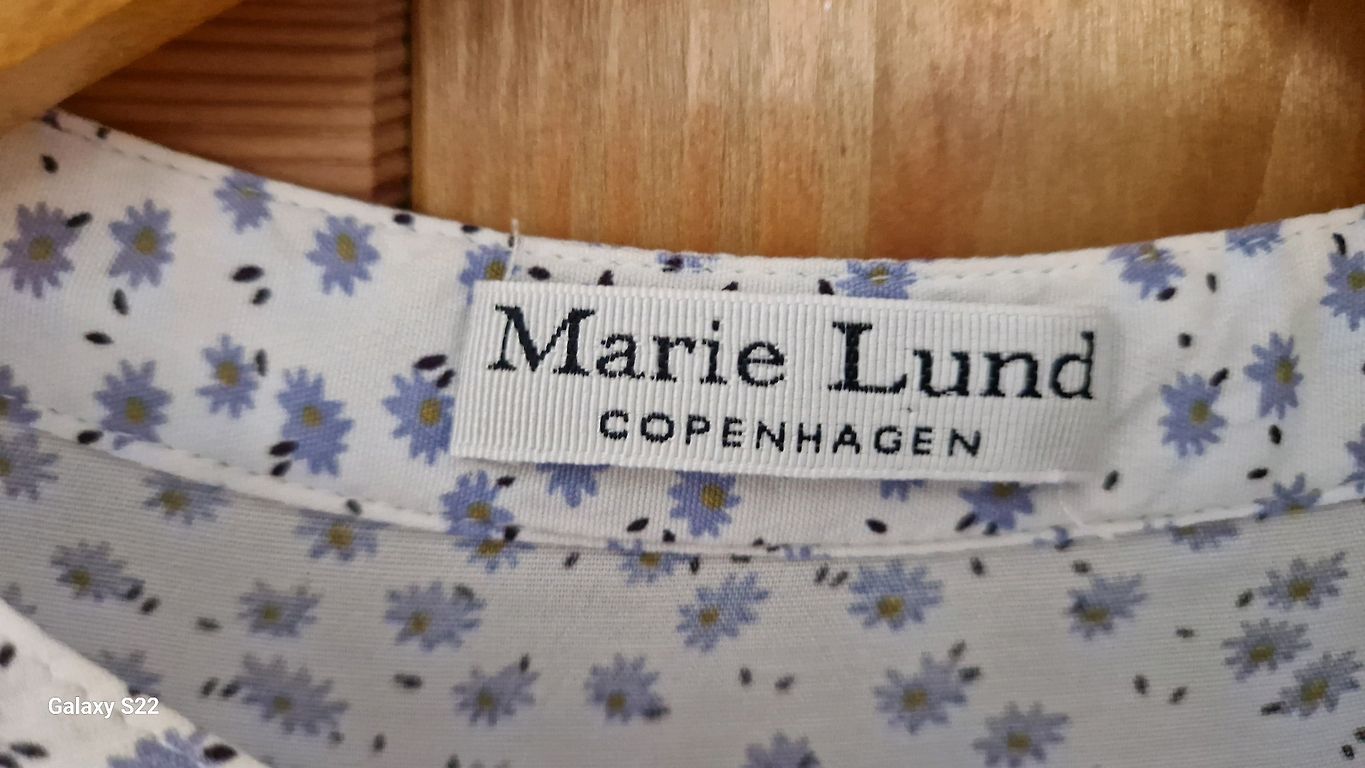 Marie Lund
COPENHAGEN
Galaxy S22